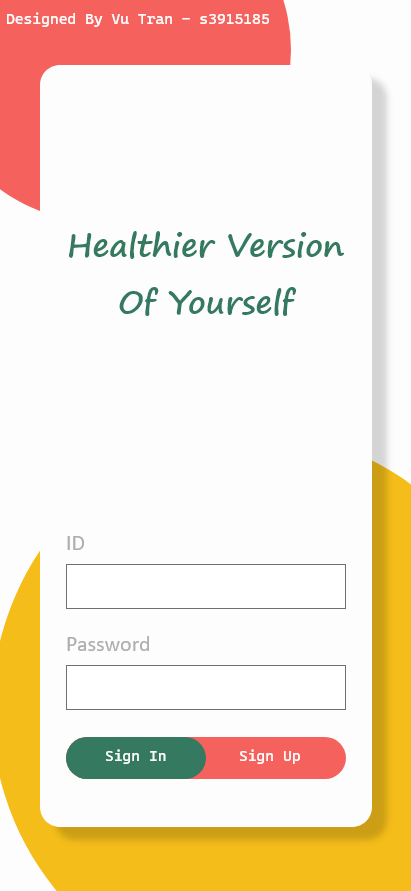 Designed By Vu Tran - s3915185
Healthier Version
Of Yourself
ID
Password
Sign In Sign Up